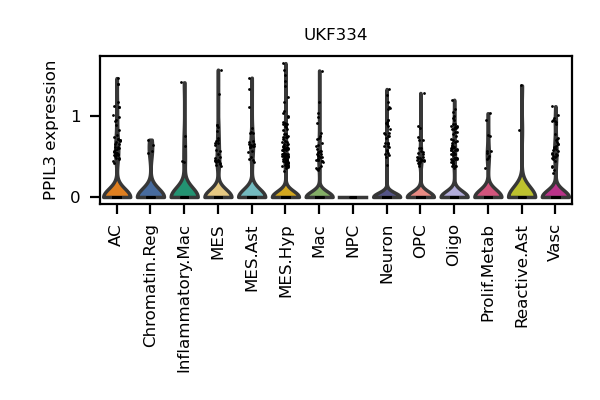 UKF334
PPIL3 expression
1
0
AC
Chromatin.Reg
Inflammatory.Mac
MES
MES.Ast
MES.Hyp
Mac
NPC
Neuron
OPC
Oligo
Prolif.Metab
Reactive.Ast
Vasc